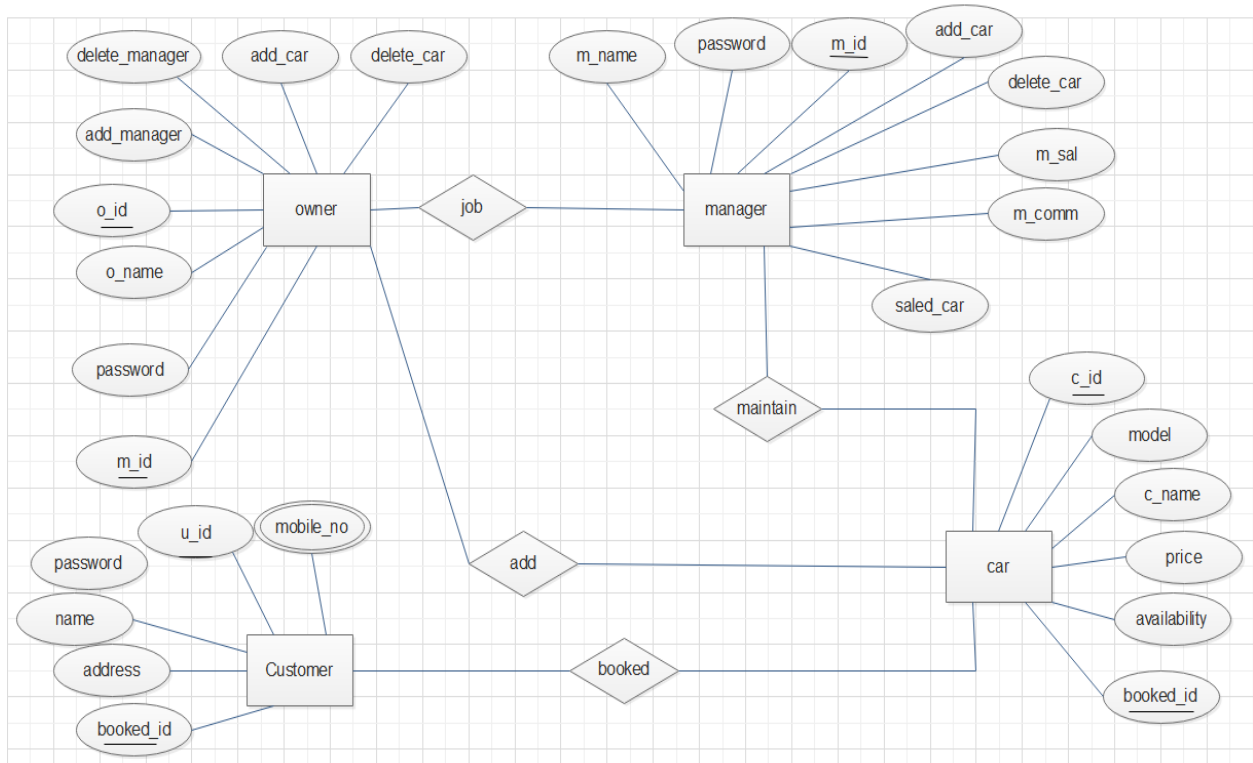 delete_manager
add_car
delete_car
m_name
password
m_id
add_car
delete_car
add_manager
m_sal
o_id
owner
job
manager
m_comm
o_name
saled_car
password
c_id
maintain
model
m_id
c_name
u_id
mobile_no
password
add
car
price
name
availability
address
Customer
booked
booked_id
booked_id